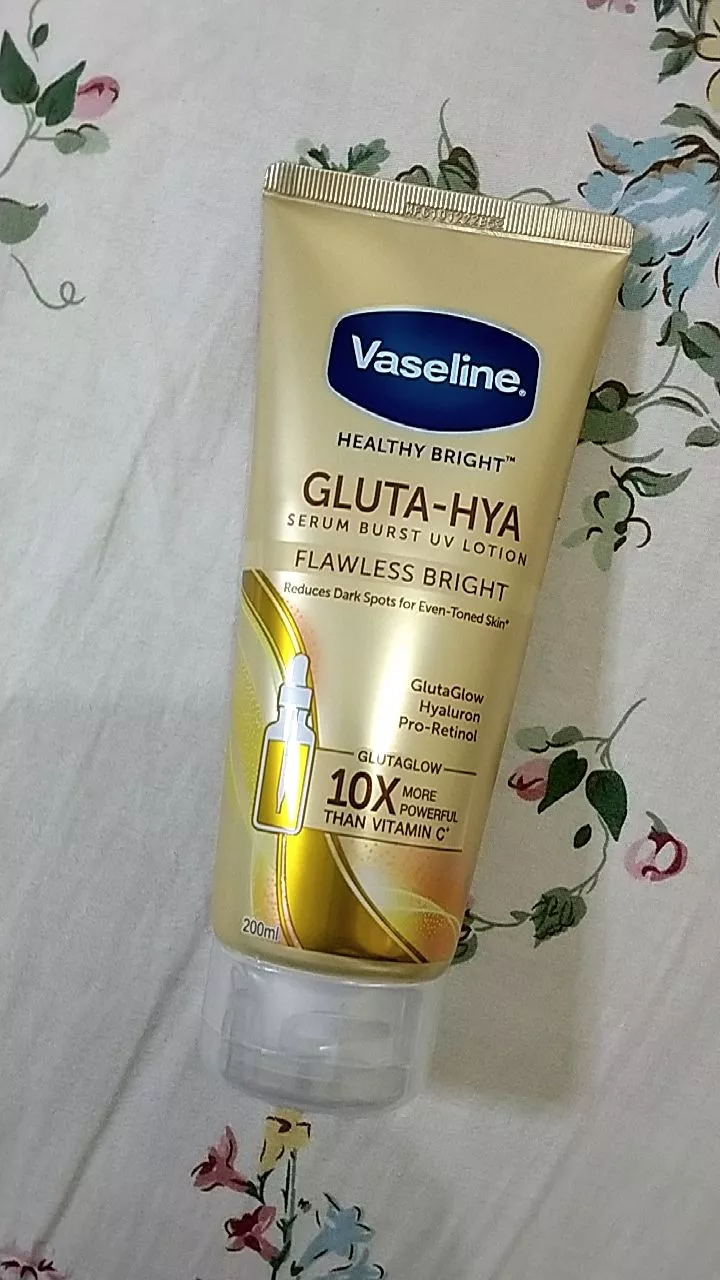 Vaseline®
HEALTHY BRIGHT™
GLUTA-HYA
SERUM BURST UV LOTION
FLAWLESS BRIGHT
Reduces Dark Spots for Even-Toned Skin*
GlutaGlow
Hyaluron
Pro-Retinol
GLUTAGLOW
10X MORE POWERFUL
THAN VITAMIN C*
200ml